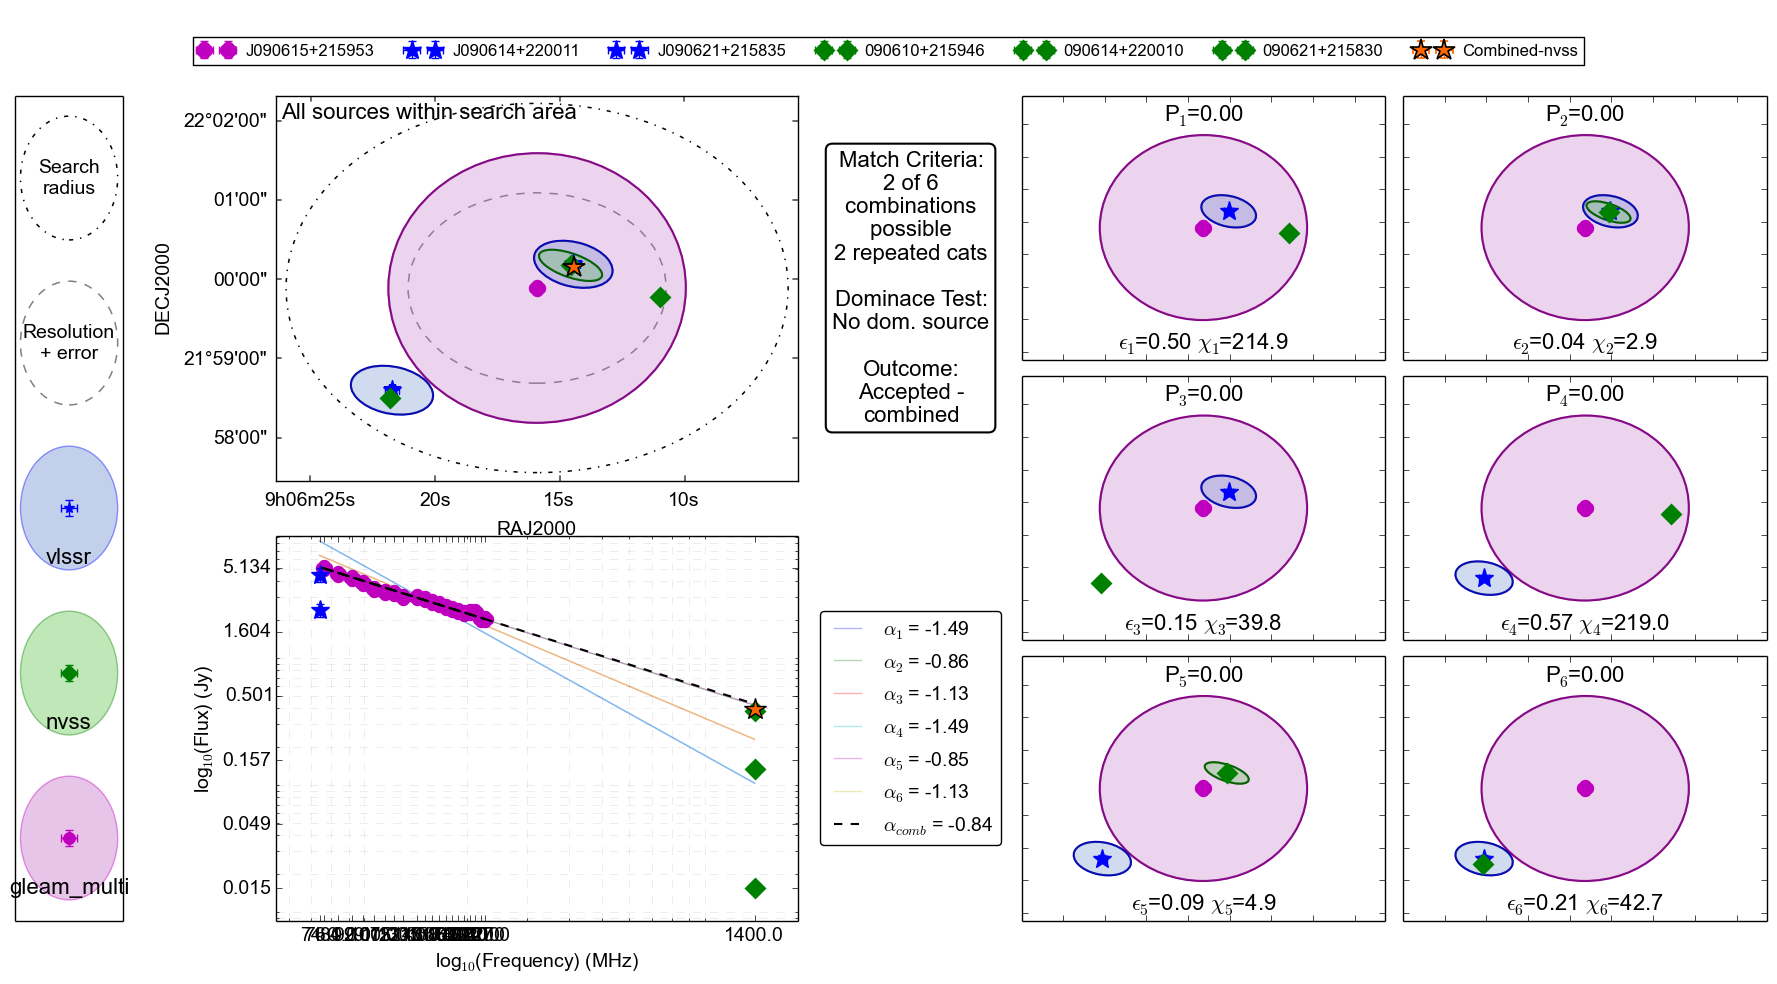 J090615+215953 J090614+220011 J090621+215835 090610+215946 090614+220010 090621+215830 Combined-nvss
Search
radius
Resolution
+ error
vlssr
nvss
gleam_multi
All sources within search area
22°02'00"
01'00"
00'00"
21°59'00"
58'00"
DECJ2000
9h06m25s 20s 15s 10s
RAJ2000
Match Criteria:
2 of 6
combinations
possible
2 repeated cats
Dominace Test:
No dom. source
Outcome:
Accepted -
combined
5.134
1.604
0.501
0.157
0.049
0.015
log₁₀(Flux) (Jy)
1400.0
log₁₀(Frequency) (MHz)
α₁ = -1.49
α₂ = -0.86
α₃ = -1.13
α₄ = -1.49
α₅ = -0.85
α₆ = -1.13
α_comb = -0.84
P₁=0.00
ϵ₁=0.50 χ₁=214.9
P₂=0.00
ϵ₂=0.04 χ₂=2.9
P₃=0.00
ϵ₃=0.15 χ₃=39.8
P₄=0.00
ϵ₄=0.57 χ₄=219.0
P₅=0.00
ϵ₅=0.09 χ₅=4.9
P₆=0.00
ϵ₆=0.21 χ₆=42.7